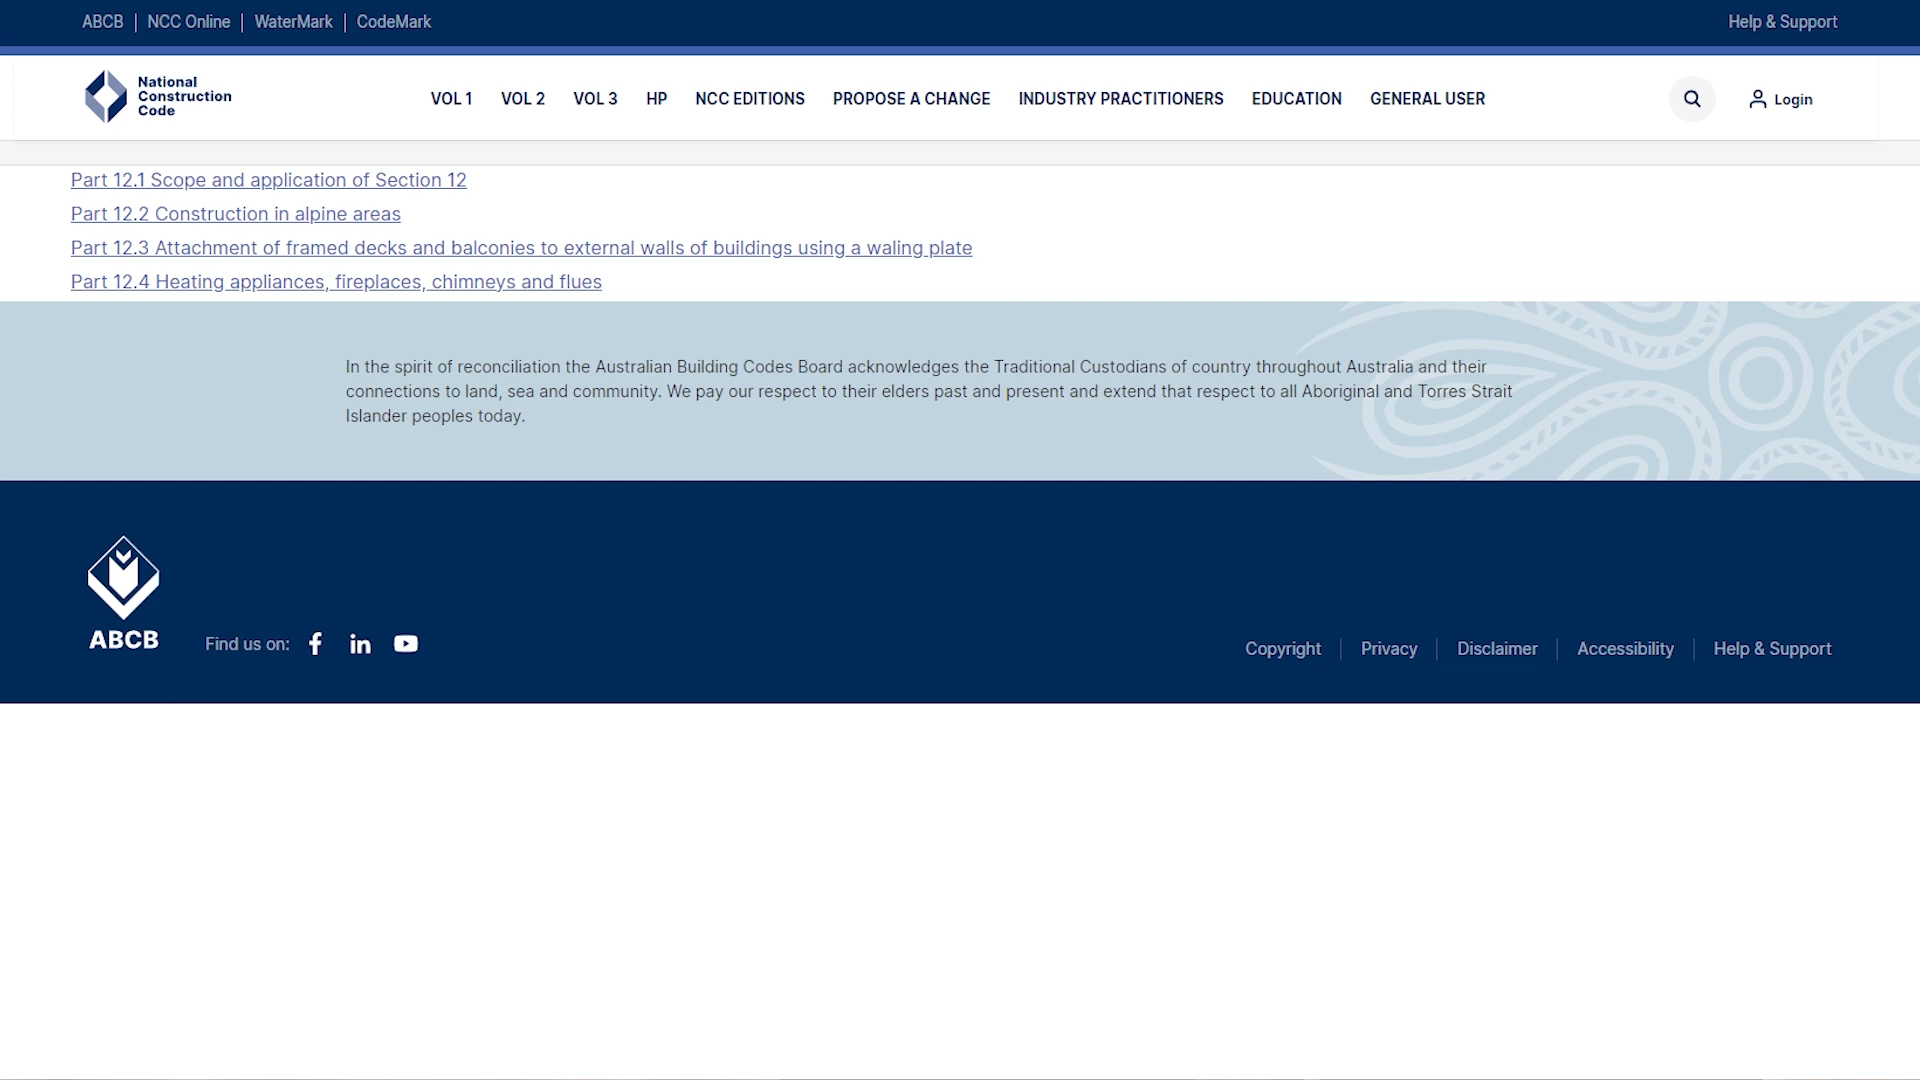 ABCB | NCC Online | WaterMark | CodeMark Help & Support
National
Construction
Code
VOL 1 VOL 2 VOL 3 HP NCC EDITIONS PROPOSE A CHANGE INDUSTRY PRACTITIONERS EDUCATION GENERAL USER Login
Part 12.1 Scope and application of Section 12
Part 12.2 Construction in alpine areas
Part 12.3 Attachment of framed decks and balconies to external walls of buildings using a waling plate
Part 12.4 Heating appliances, fireplaces, chimneys and flues
In the spirit of reconciliation the Australian Building Codes Board acknowledges the Traditional Custodians of country throughout Australia and their
connections to land, sea and community. We pay our respect to their elders past and present and extend that respect to all Aboriginal and Torres Strait
Islander peoples today.
ABCB
Find us on:
Copyright | Privacy | Disclaimer | Accessibility | Help & Support